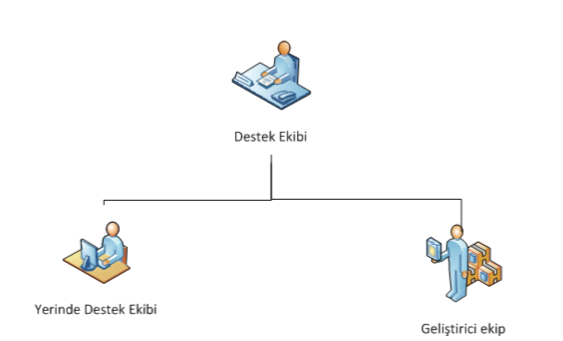 Destek Ekibi
Yerinde Destek Ekibi
Geliştirici ekip